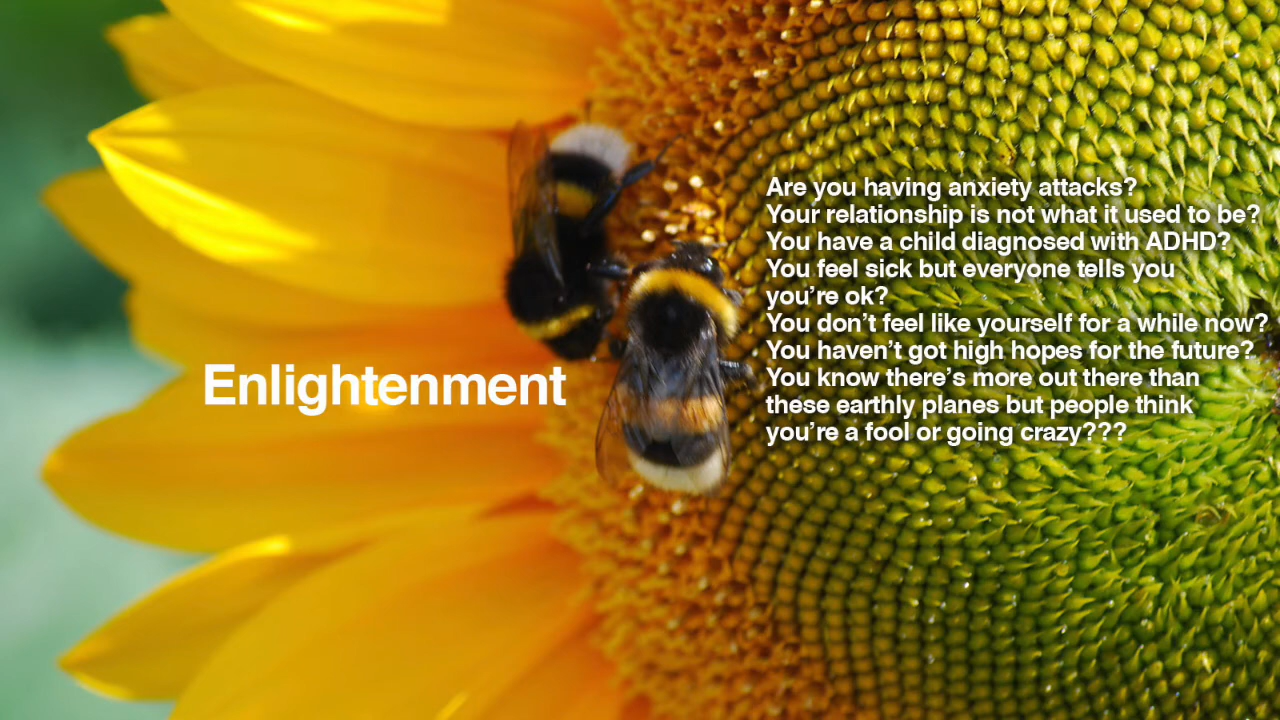 Enlightenment
Are you having anxiety attacks?
Your relationship is not what it used to be?
You have a child diagnosed with ADHD?
You feel sick but everyone tells you
you’re ok?
You don’t feel like yourself for a while now?
You haven’t got high hopes for the future?
You know there’s more out there than
these earthly planes but people think
you’re a fool or going crazy???